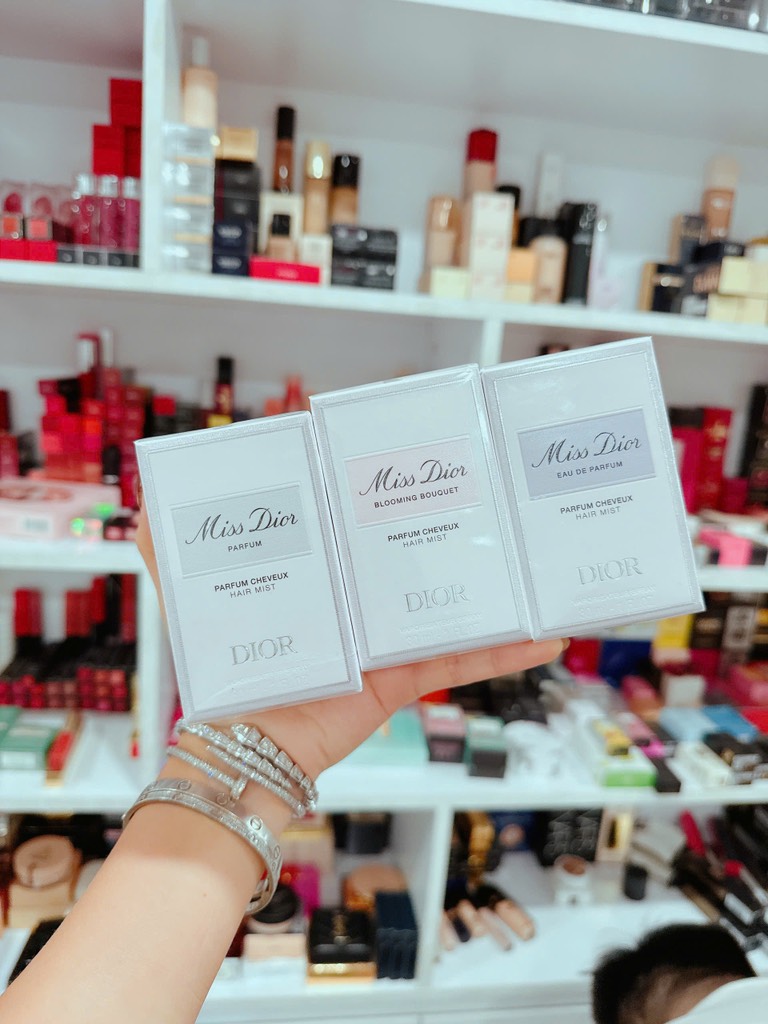 Miss Dior
PARFUM
PARFUM CHEVEUX
HAIR MIST
DIOR
Miss Dior
BLOOMING BOUQUET
PARFUM CHEVEUX
HAIR MIST
DIOR
Miss Dior
EAU DE PARFUM
PARFUM CHEVEUX
HAIR MIST
DIOR